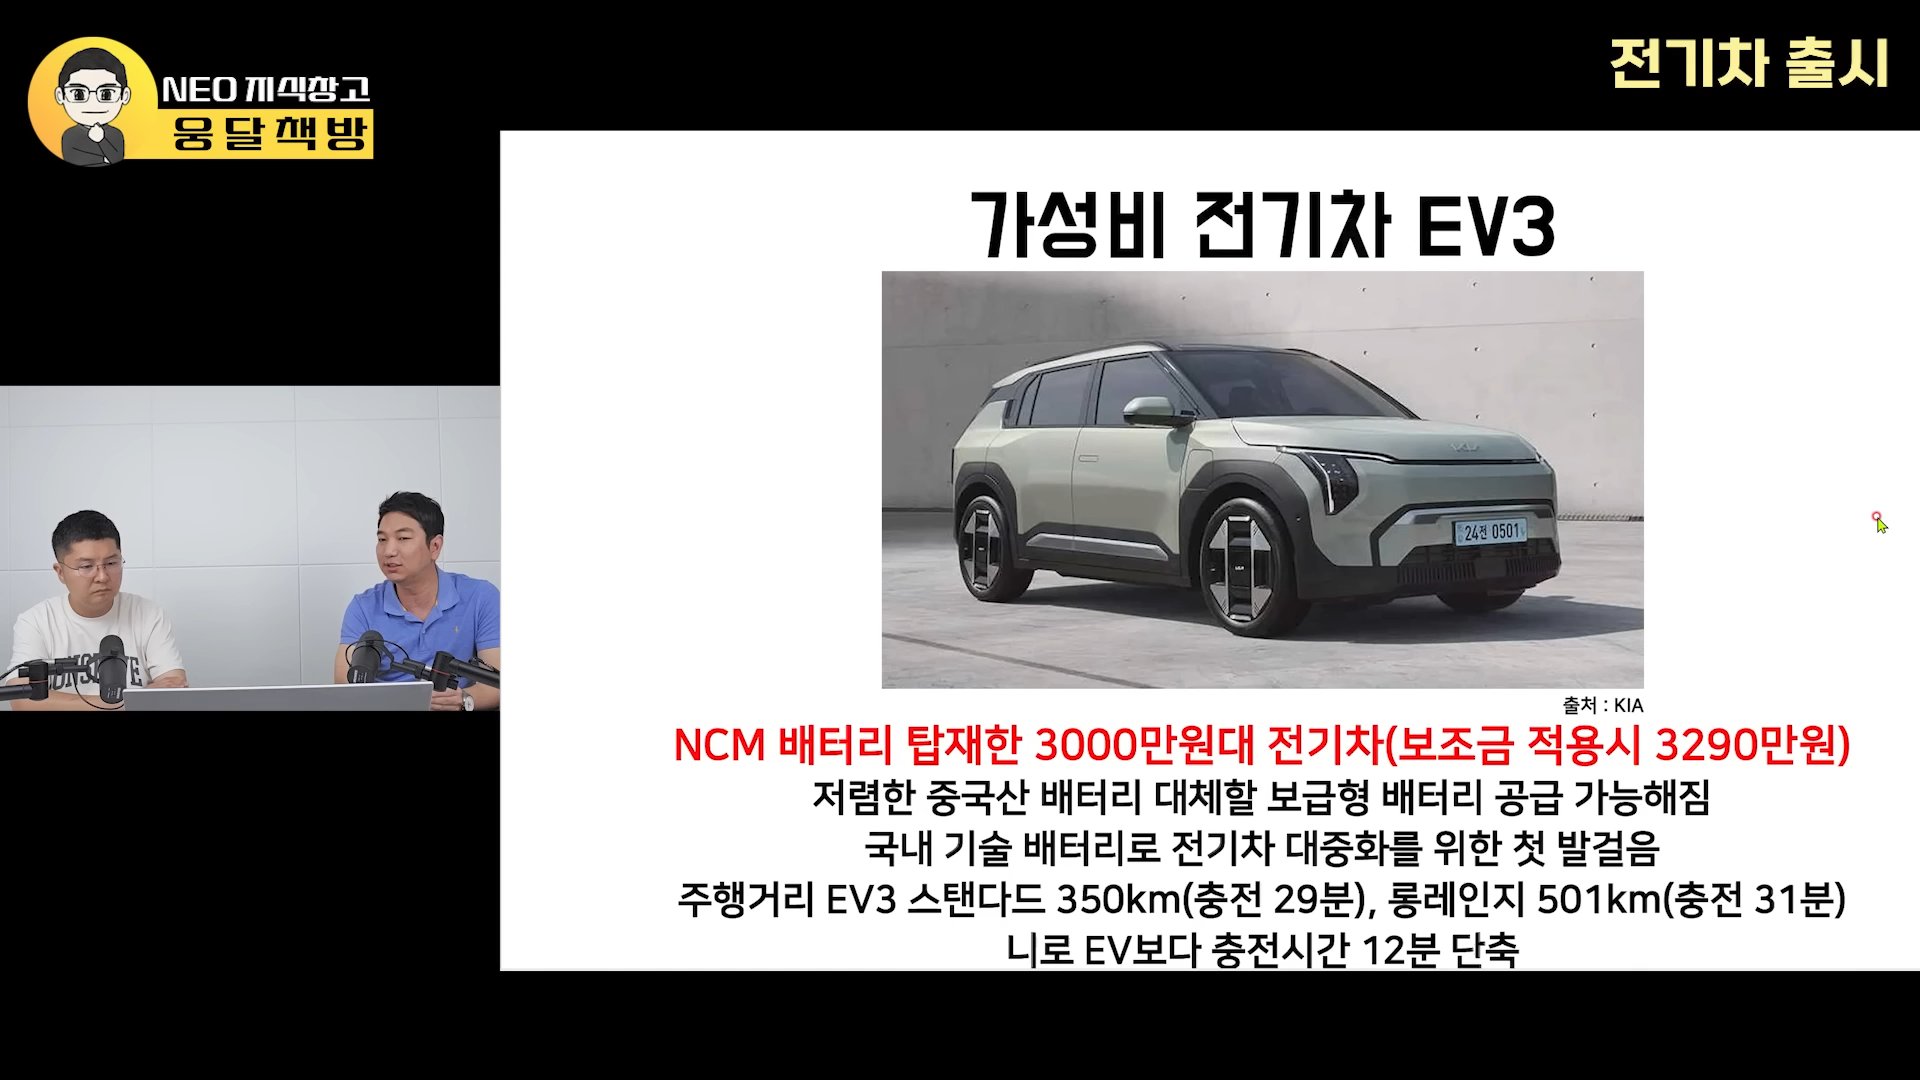 NEO 지식창고
웅달책방
전기차 출시
가성비 전기차 EV3
24전 0501
출처 : KIA
NCM 배터리 탑재한 3000만원대 전기차(보조금 적용시 3290만원)
저렴한 중국산 배터리 대체할 보급형 배터리 공급 가능해짐
국내 기술 배터리로 전기차 대중화를 위한 첫 발걸음
주행거리 EV3 스탠다드 350km(충전 29분), 롱레인지 501km(충전 31분)
니로 EV보다 충전시간 12분 단축